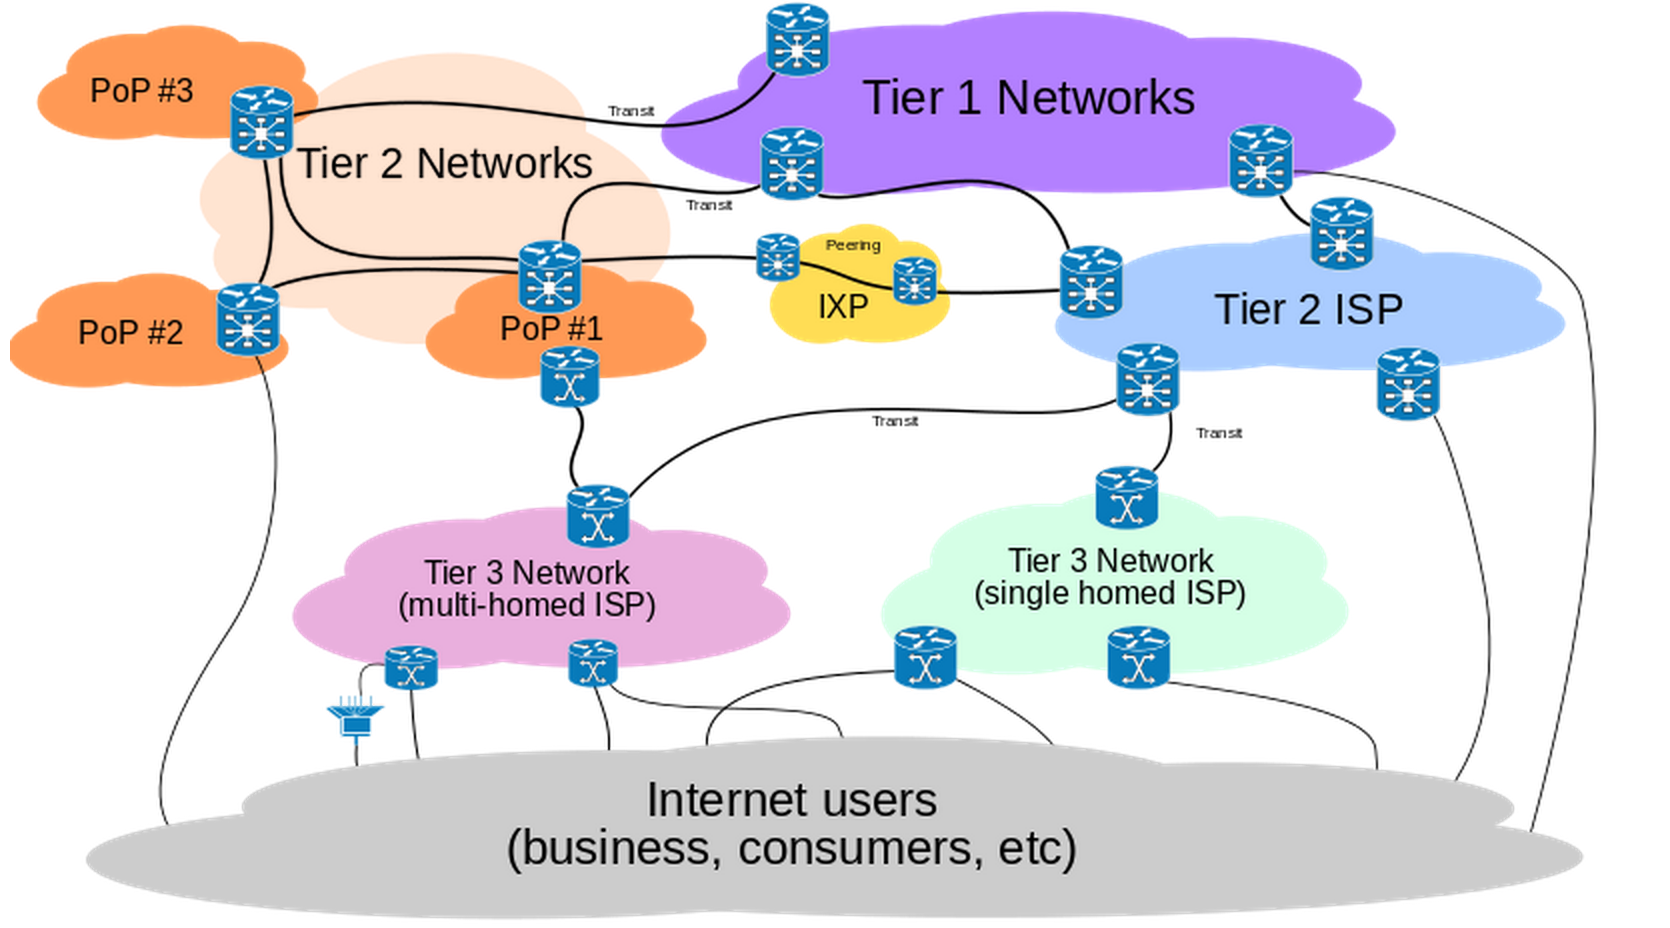 PoP #3
Tier 1 Networks
Transit
Tier 2 Networks
Transit
Peering
IXP
Tier 2 ISP
PoP #2
PoP #1
Transit
Transit
Tier 3 Network
(multi-homed ISP)
Tier 3 Network
(single homed ISP)
Internet users
(business, consumers, etc)